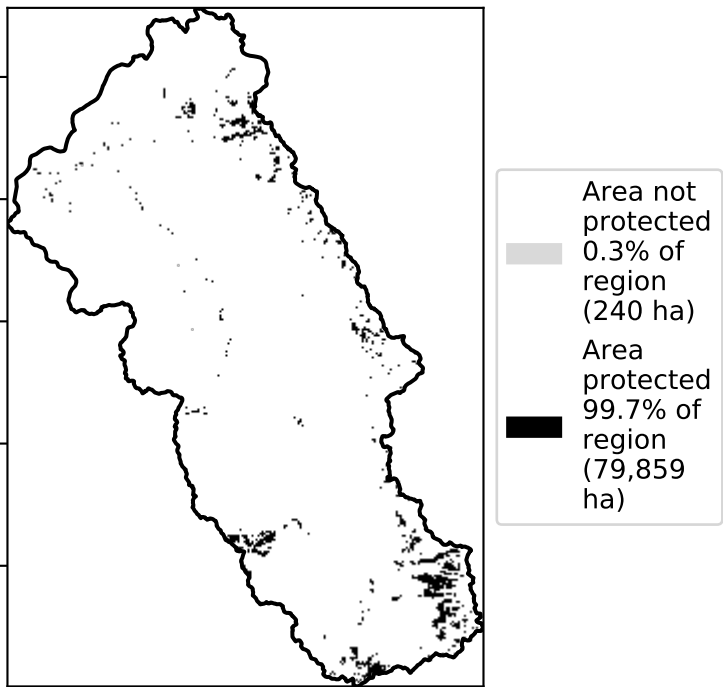 Area not
protected
0.3% of
region
(240 ha)
Area
protected
99.7% of
region
(79,859
ha)